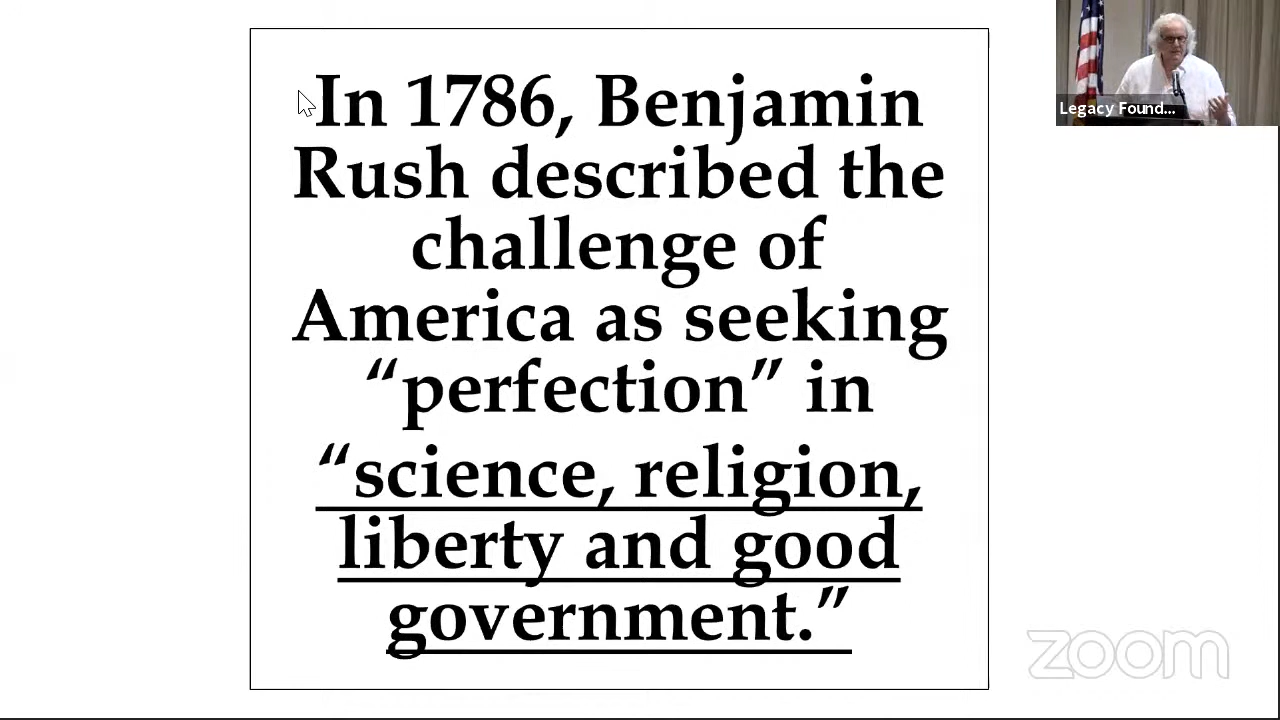 In 1786, Benjamin
Rush described the
challenge of
America as seeking
“perfection” in
“science, religion,
liberty and good
government.”
Legacy Found...
zoom